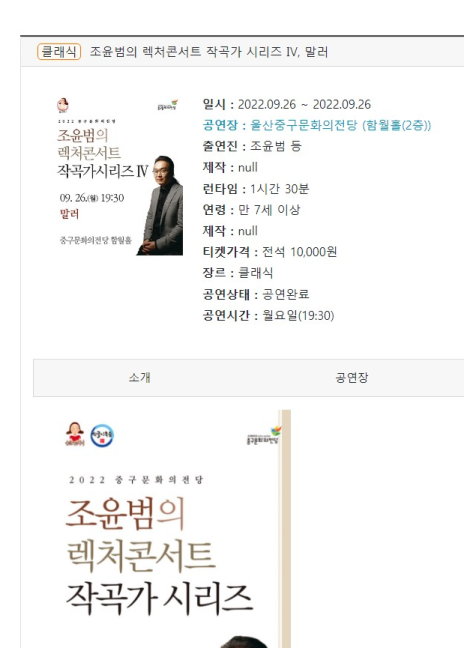 클래식 조윤범의 렉처콘서트 작곡가 시리즈 IV, 말러
2022 중구문화의전당
조윤범의
렉처콘서트
작곡가시리즈 IV
09. 26.(월) 19:30
말러
중구문화의전당 함월홀
일시 : 2022.09.26 ~ 2022.09.26
공연장 : 울산중구문화의전당 (함월홀(2층))
출연진 : 조윤범 등
제작 : null
런타임 : 1시간 30분
연령 : 만 7세 이상
제작 : null
티켓가격 : 전석 10,000원
장르 : 클래식
공연상태 : 공연완료
공연시간 : 월요일(19:30)
소개 공연장
중구문화의전당
2022 중구문화의전당
조윤범의
렉처콘서트
작곡가 시리즈